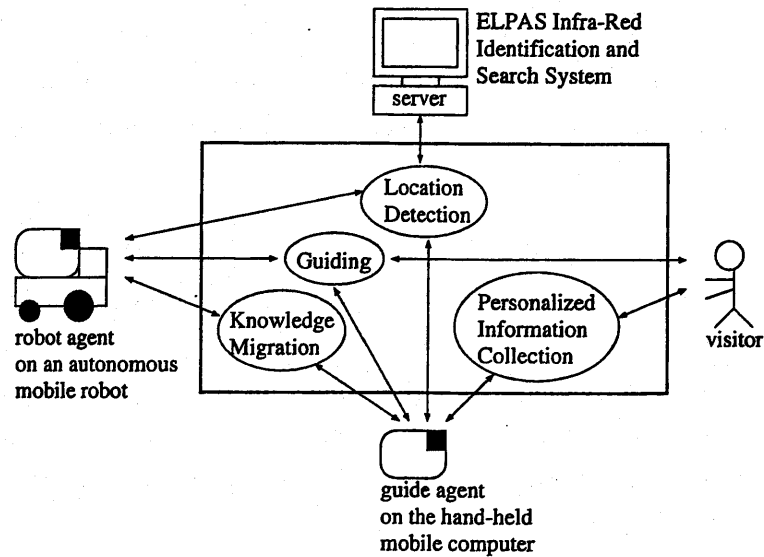 ELPAS Infra-Red
Identification and
Search System
server
Location
Detection
Guiding
Knowledge
Migration
Personalized
Information
Collection
robot agent
on an autonomous
mobile robot
visitor
guide agent
on the hand-held
mobile computer